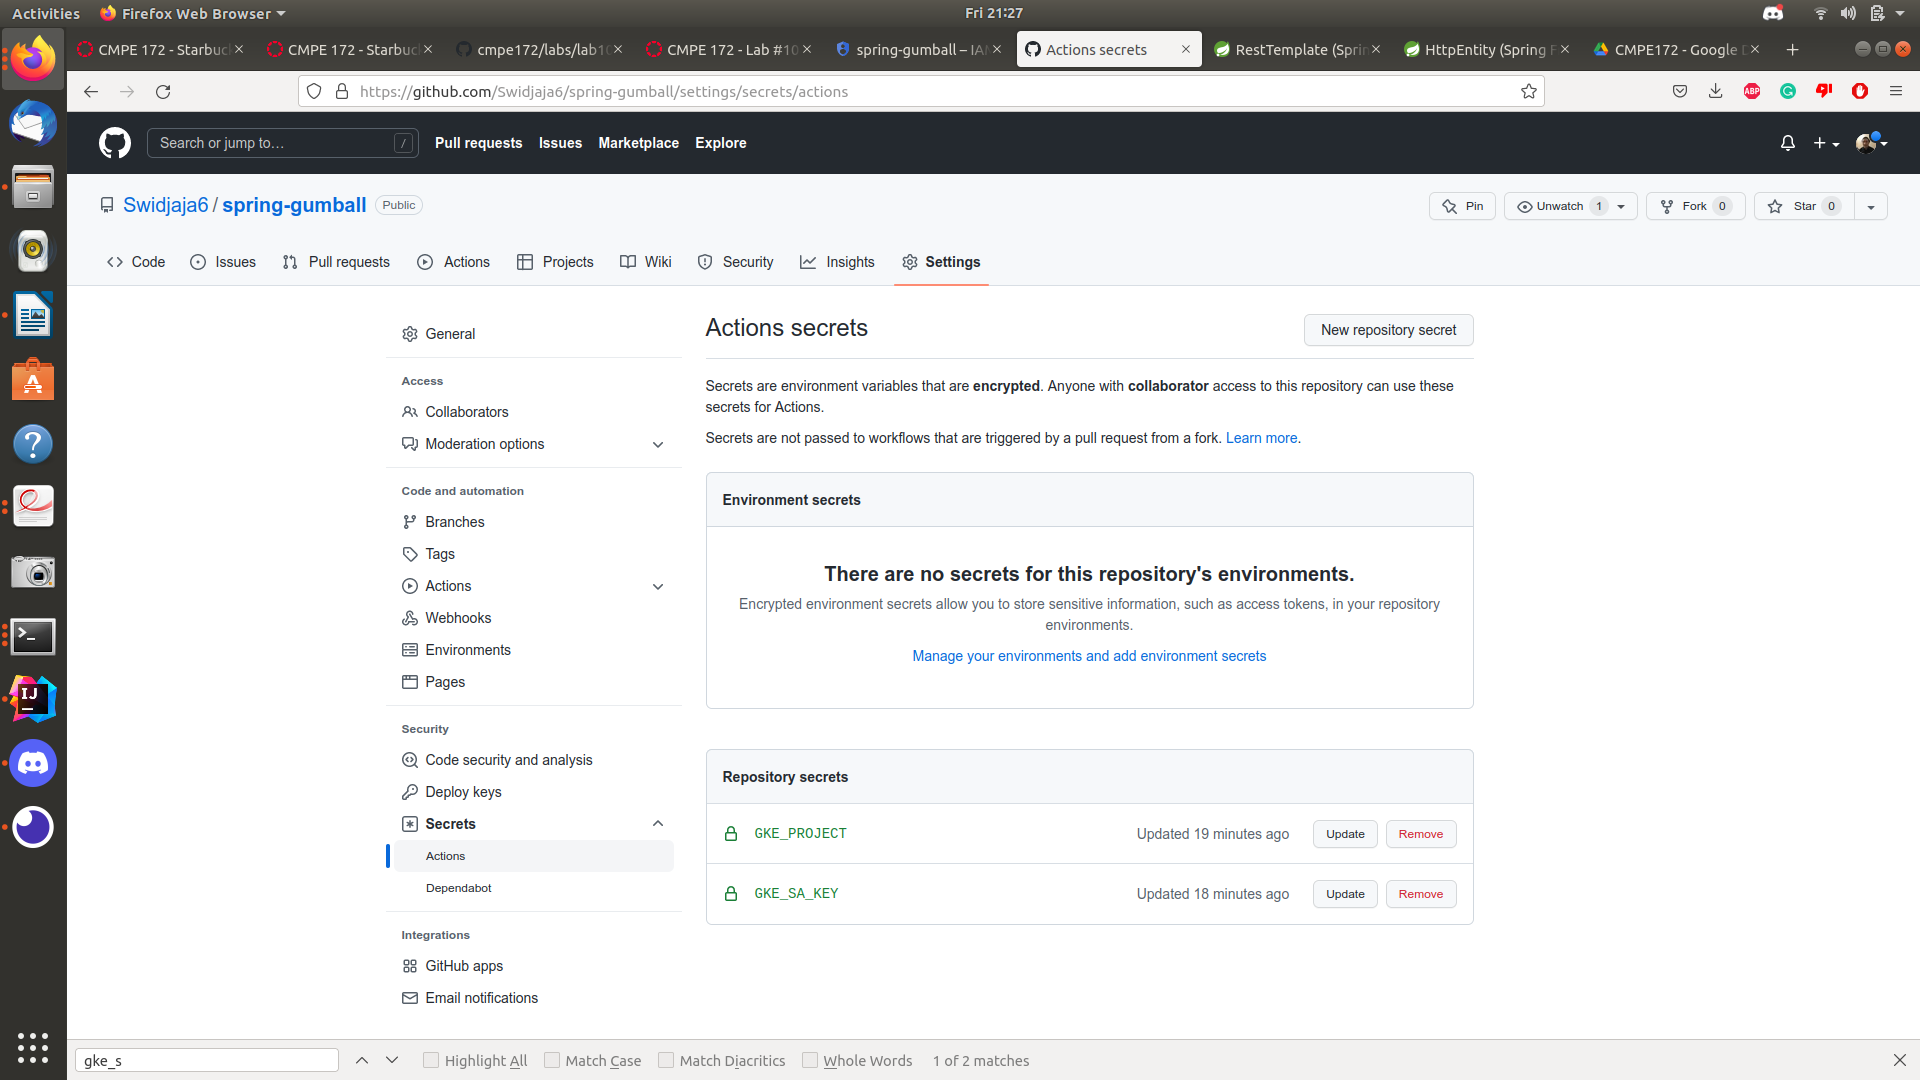 Activities
Firefox Web Browser
Fri 21:27
CMPE 172 - Starbuc
CMPE 172 - Starbuc
cmpe172/labs/lab10
CMPE 172 - Lab #10
spring-gumball – IAM
Actions secrets
RestTemplate (Spring
HttpEntity (Spring F
CMPE172 - Google D
https://github.com/Swidjaja6/spring-gumball/settings/secrets/actions
ABP
Search or jump to…
/
Pull requests
Issues
Marketplace
Explore
Swidjaja6 / spring-gumball
Public
Pin
Unwatch 1
Fork 0
Star 0
Code
Issues
Pull requests
Actions
Projects
Wiki
Security
Insights
Settings
General
Access
Collaborators
Moderation options
Code and automation
Branches
Tags
Actions
Webhooks
Environments
Pages
Security
Code security and analysis
Deploy keys
Secrets
Actions
Dependabot
Integrations
GitHub apps
Email notifications
Actions secrets
New repository secret
Secrets are environment variables that are encrypted. Anyone with collaborator access to this repository can use these
secrets for Actions.
Secrets are not passed to workflows that are triggered by a pull request from a fork. Learn more.
Environment secrets
There are no secrets for this repository's environments.
Encrypted environment secrets allow you to store sensitive information, such as access tokens, in your repository
environments.
Manage your environments and add environment secrets
Repository secrets
GKE_PROJECT
Updated 19 minutes ago
Update
Remove
GKE_SA_KEY
Updated 18 minutes ago
Update
Remove
IJ
gke_s
Highlight All
Match Case
Match Diacritics
Whole Words
1 of 2 matches